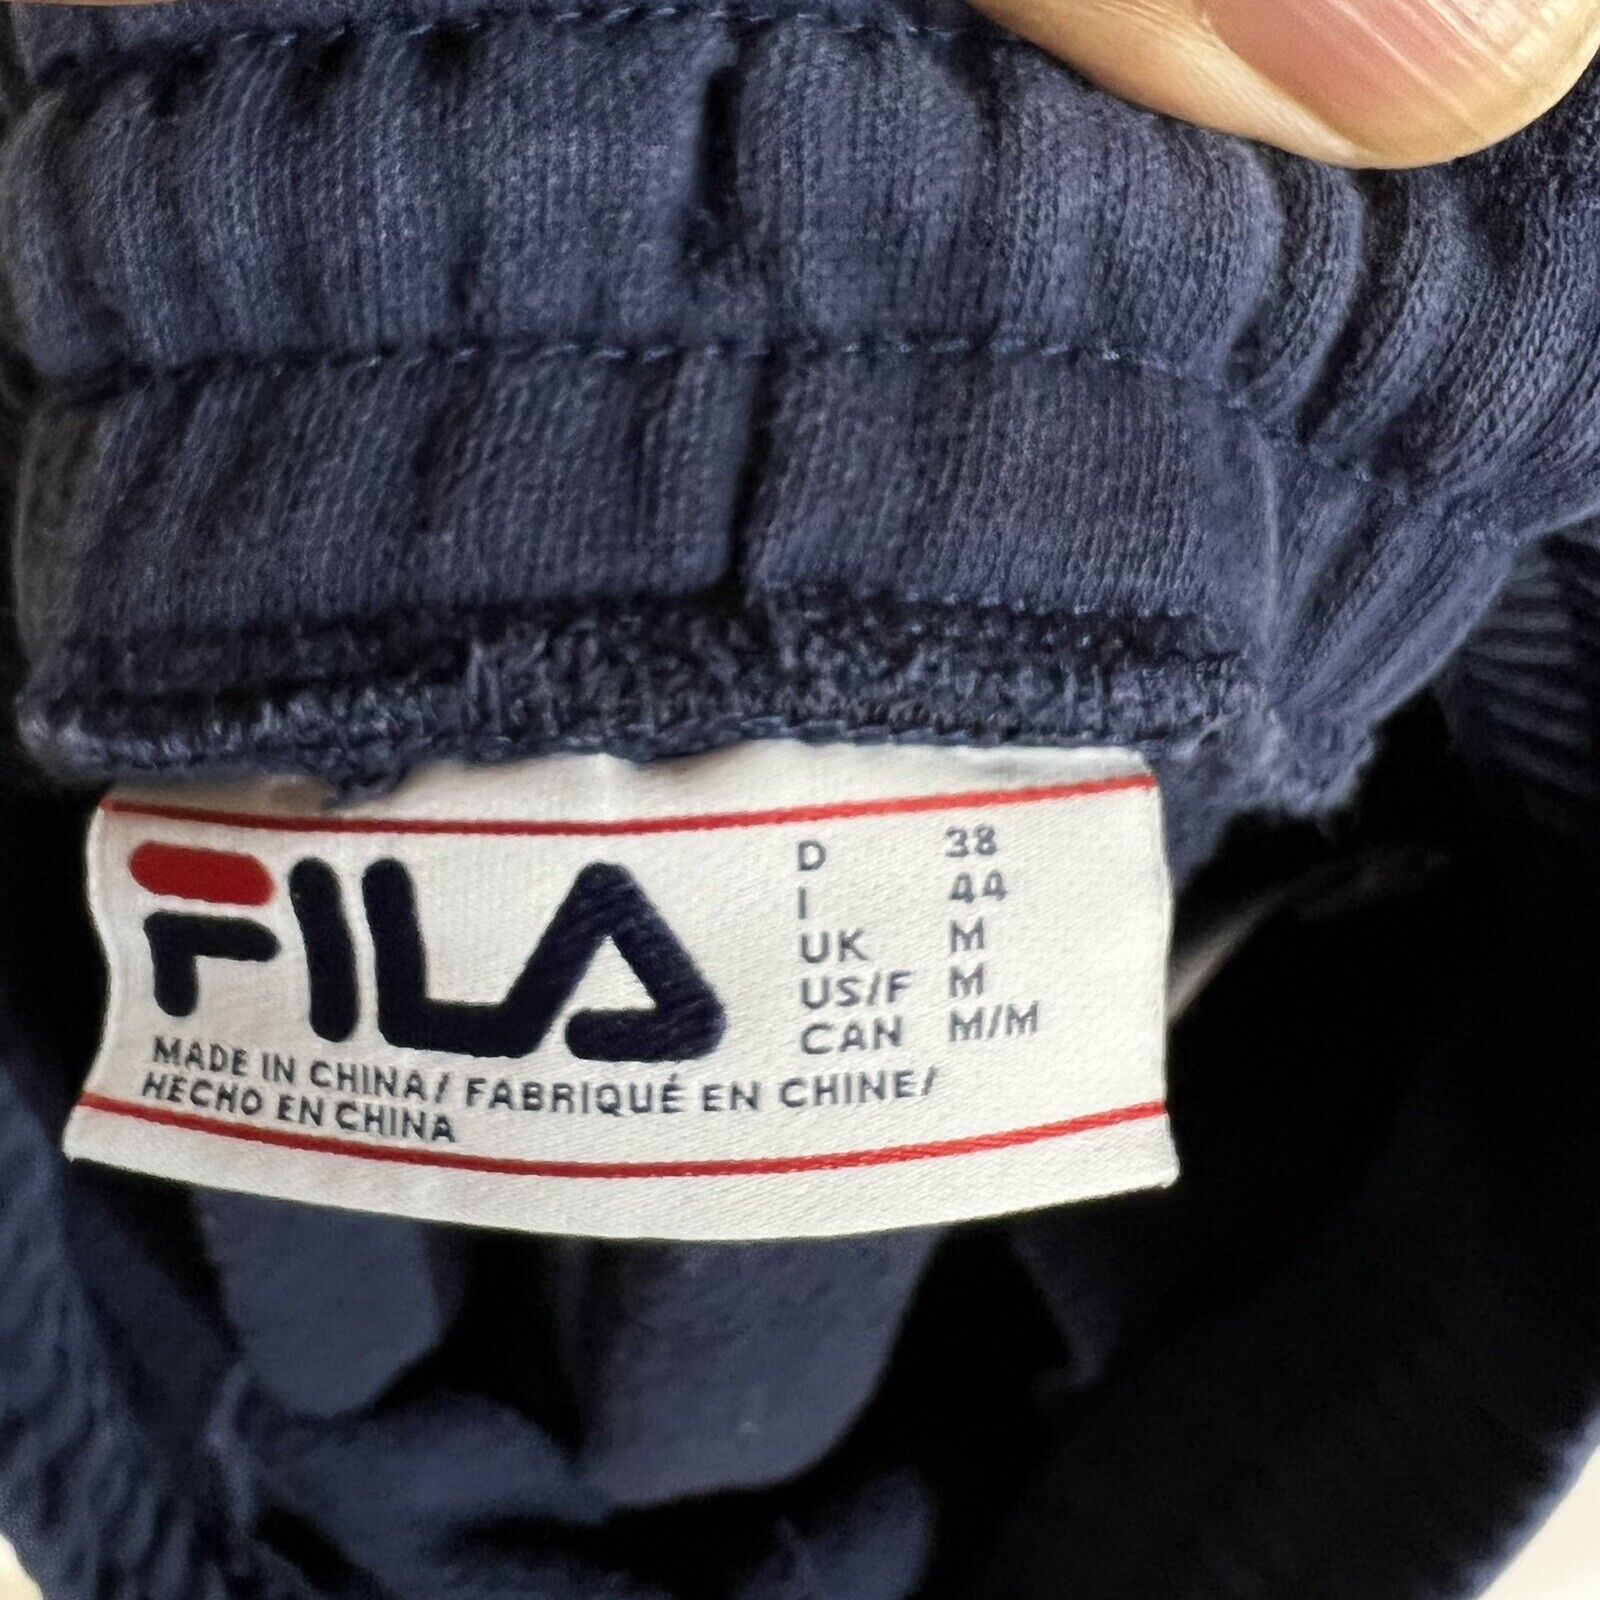 FILA
D 38
I 44
UK M
US/F M
CAN M/M
MADE IN CHINA/ FABRIQUÉ EN CHINE/
HECHO EN CHINA